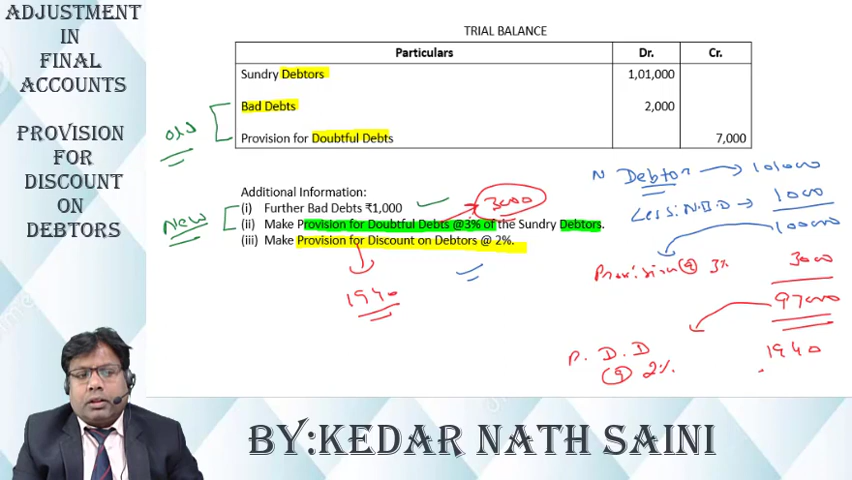 ADJUSTMENT
IN
FINAL
ACCOUNTS
PROVISION
FOR
DISCOUNT
ON
DEBTORS
TRIAL BALANCE
Particulars Dr. Cr.
Sundry Debtors 1,01,000
Bad Debts 2,000
Provision for Doubtful Debts 7,000
old
Additional Information:
(i) Further Bad Debts ₹1,000
(ii) Make Provision for Doubtful Debts @3% of the Sundry Debtors.
(iii) Make Provision for Discount on Debtors @ 2%.
New
3000
1940
N Debtor 101000
Less: N.B.D 1000
100000
Provision @ 3% 3000
97000
P. D. D 1940
@ 2%
BY:KEDAR NATH SAINI